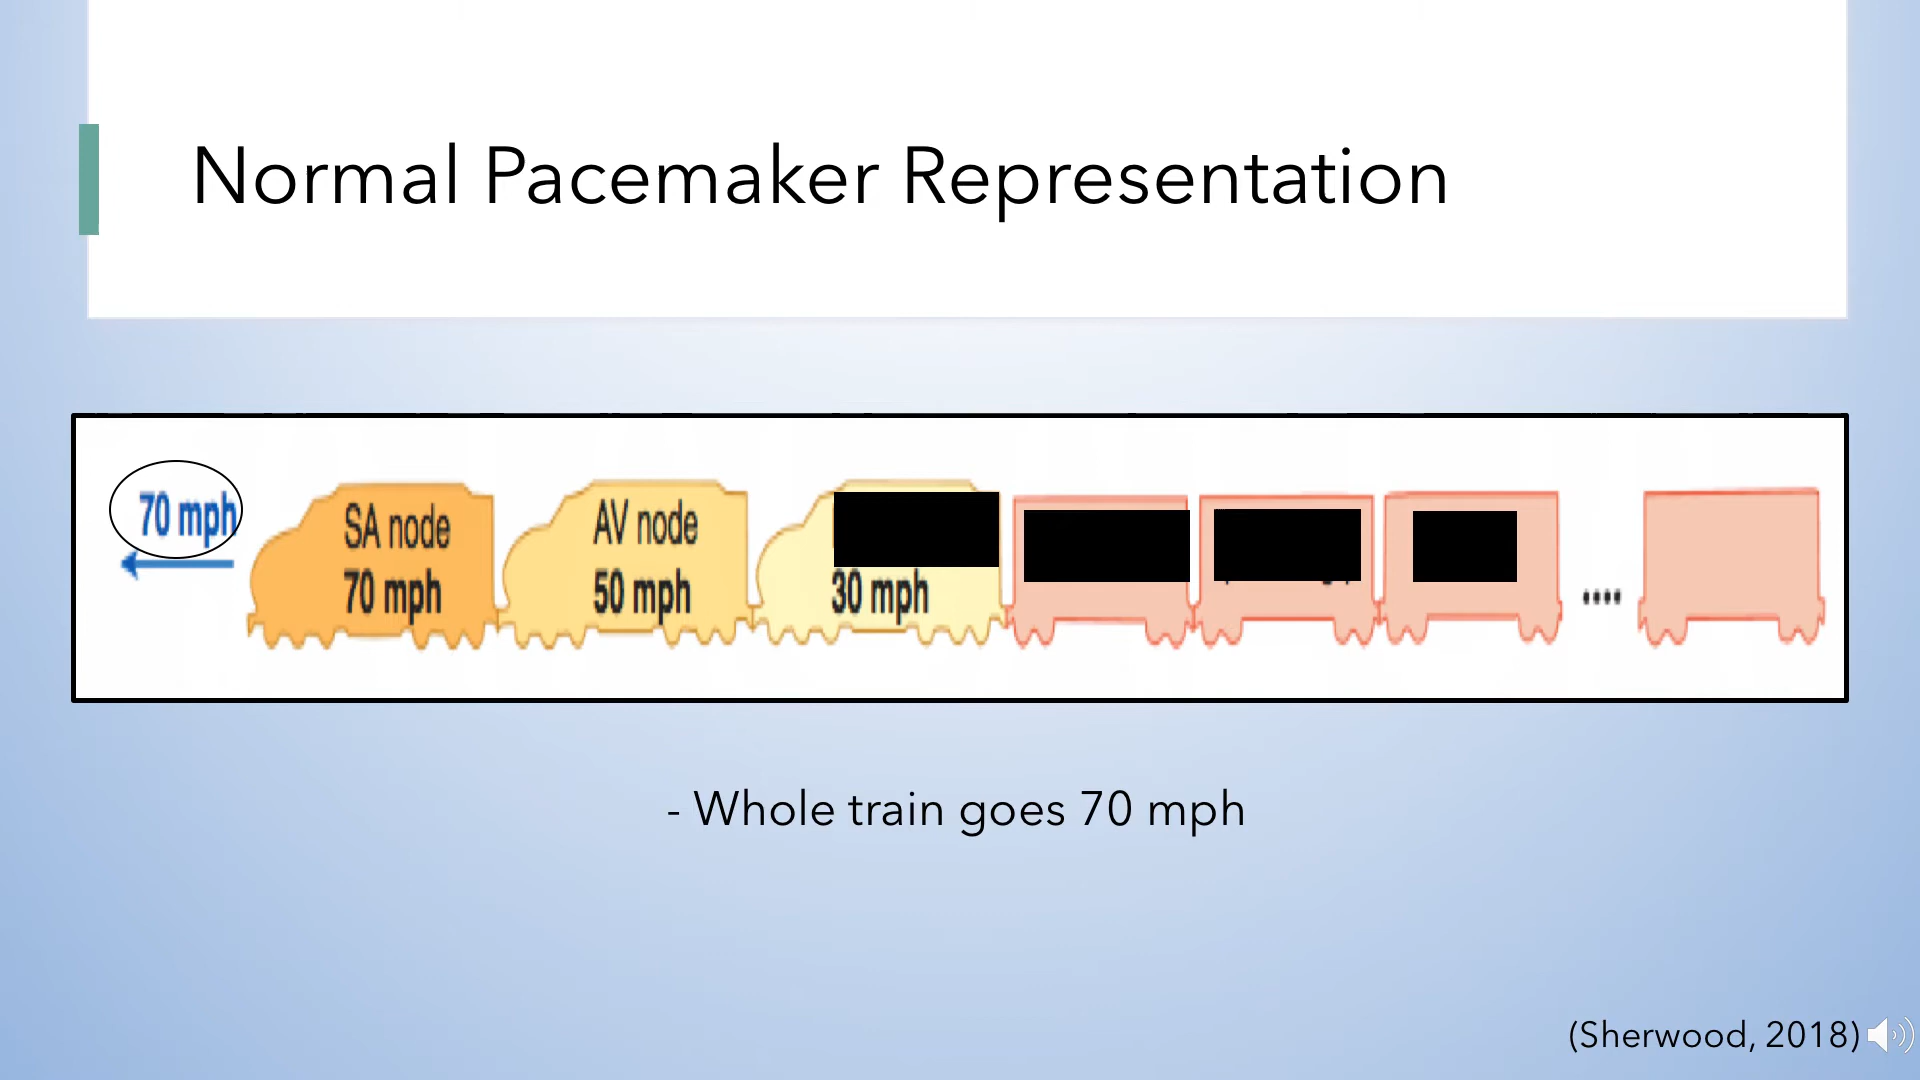 Normal Pacemaker Representation
70 mph
SA node
70 mph
AV node
50 mph
30 mph
....
- Whole train goes 70 mph
(Sherwood, 2018)